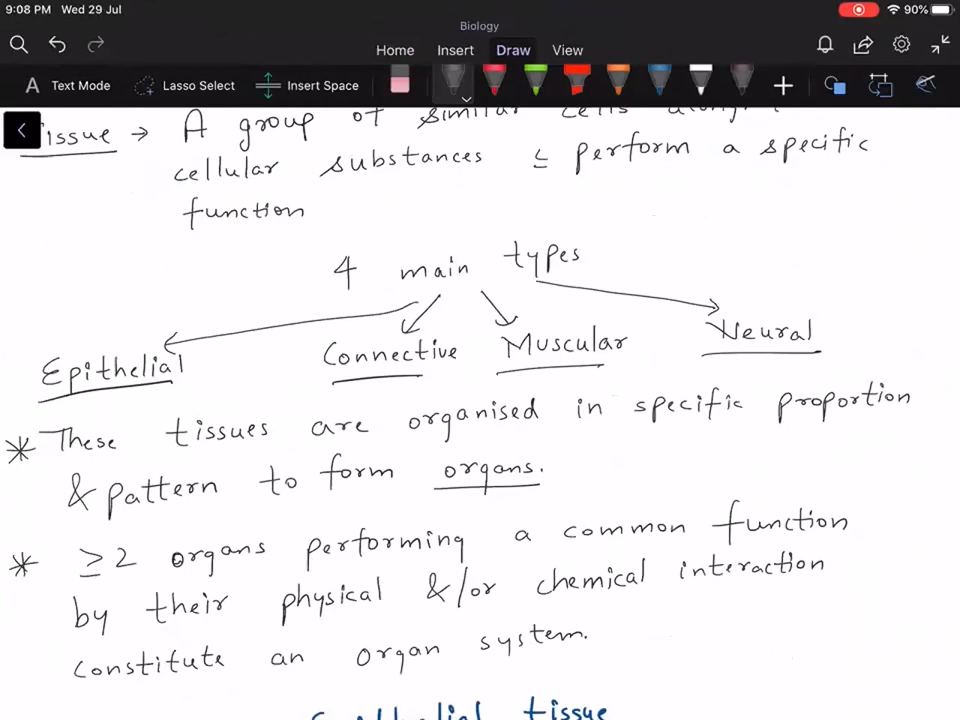 9:08 PM Wed 29 Jul 90%
Biology
Home Insert Draw View
Text Mode Lasso Select Insert Space
Tissue → A group of similar cells
cellular substances ≤ perform a specific
function
4 main types
Epithelial Connective Muscular Neural
* These tissues are organised in specific proportion
& pattern to form organs.
* ≥2 organs performing a common function
by their physical &/or chemical interaction
constitute an organ system.
tissue